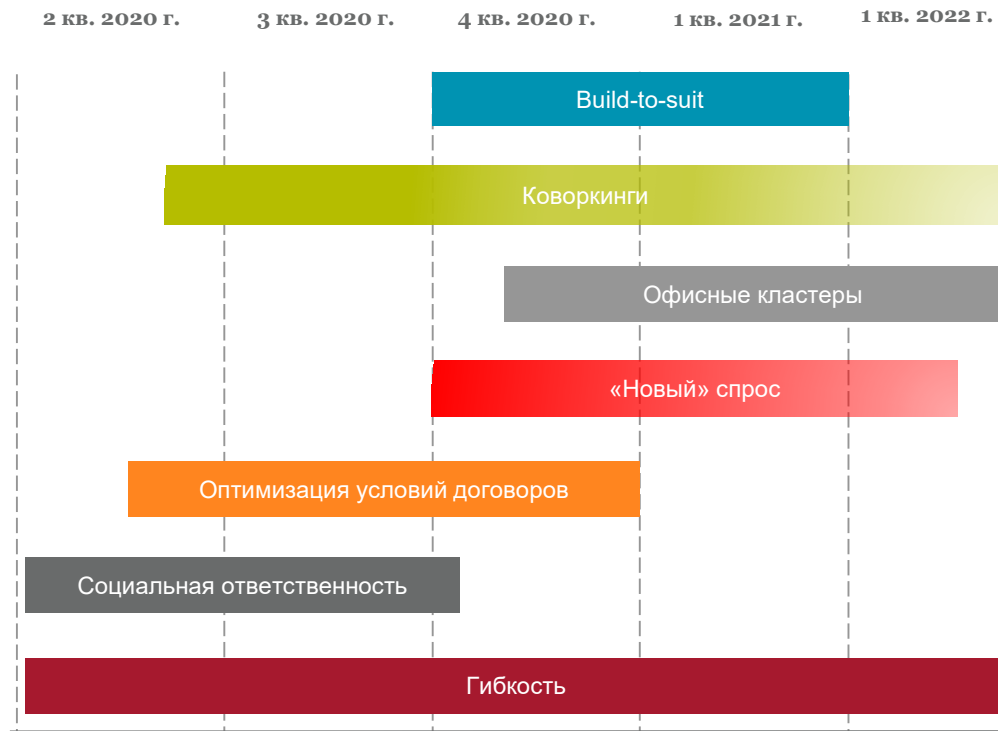 2 кв. 2020 г. 3 кв. 2020 г. 4 кв. 2020 г. 1 кв. 2021 г. 1 кв. 2022 г.
Build-to-suit
Коворкинги
Офисные кластеры
«Новый» спрос
Оптимизация условий договоров
Социальная ответственность
Гибкость